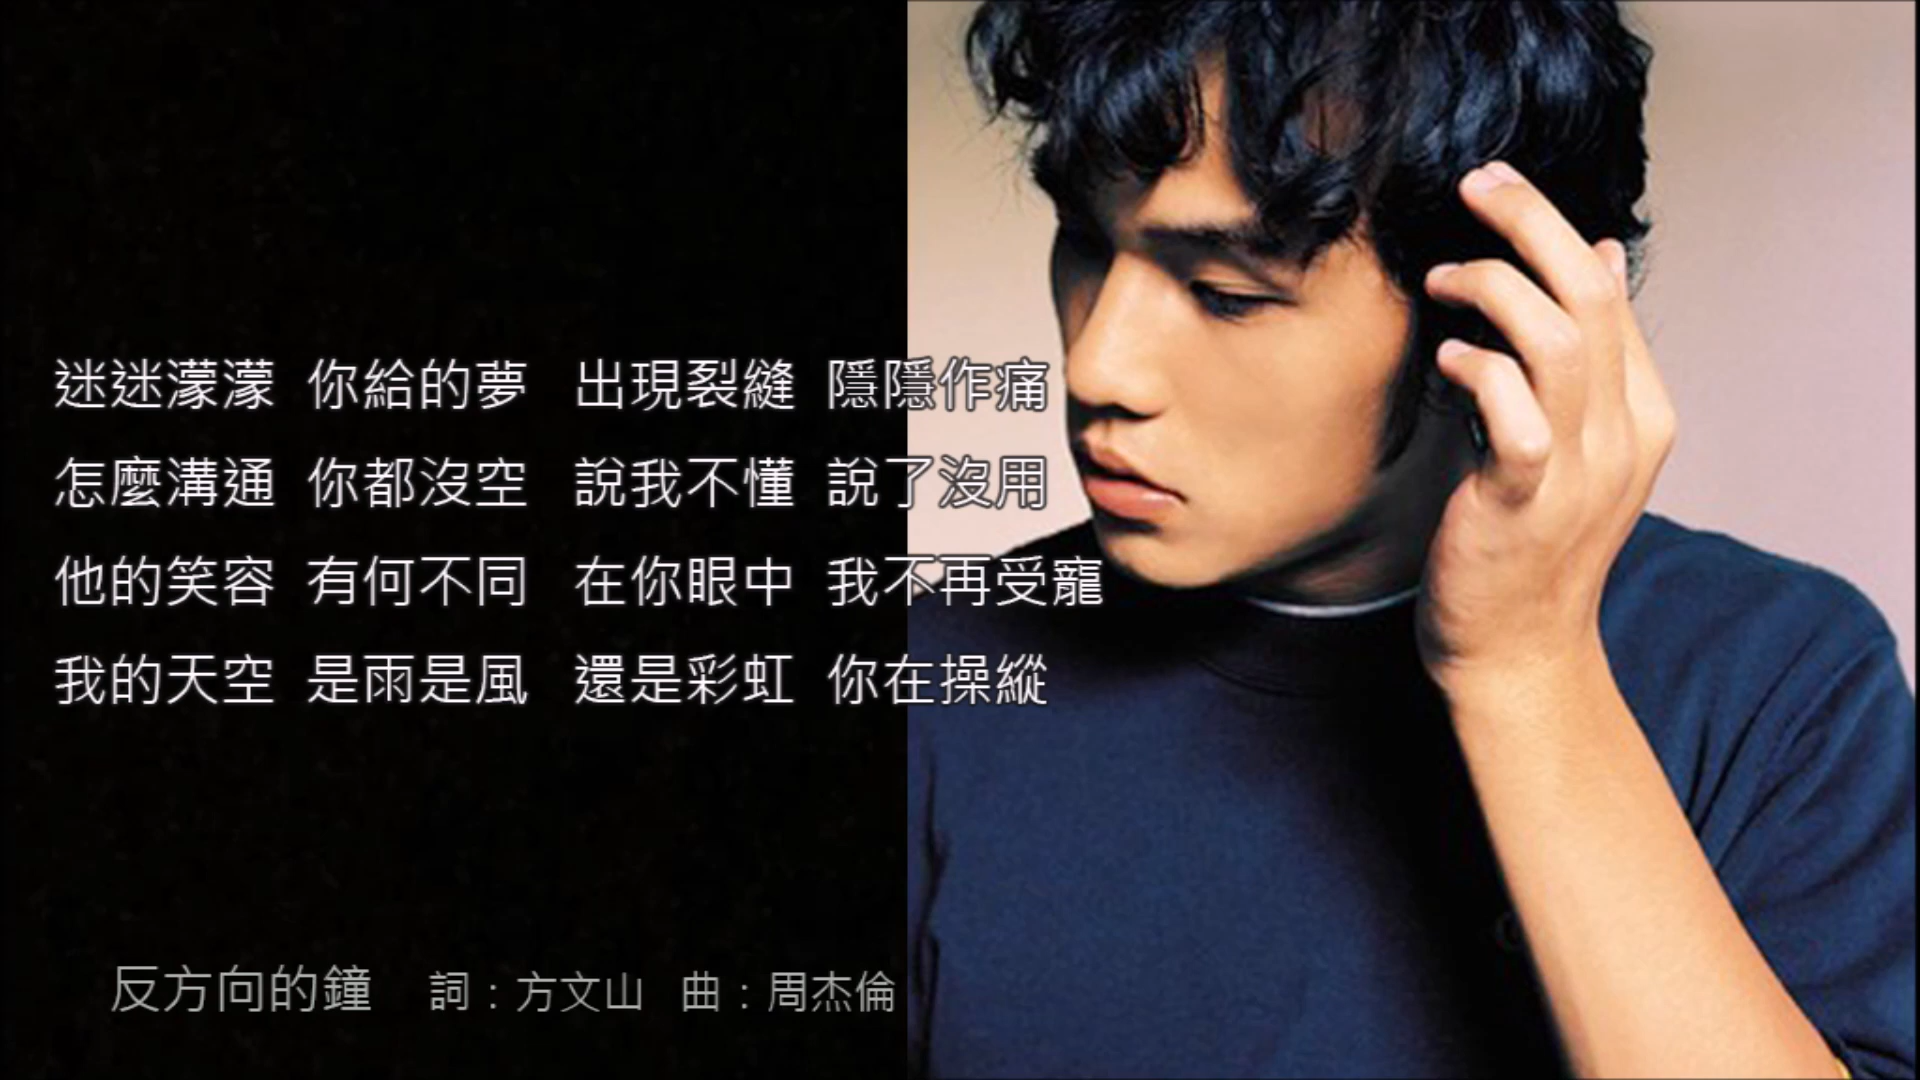 迷迷濛濛 你給的夢 出現裂縫 隱隱作痛
怎麼溝通 你都沒空 說我不懂 說了沒用
他的笑容 有何不同 在你眼中 我不再受寵
我的天空 是雨是風 還是彩虹 你在操縱
反方向的鐘 詞：方文山 曲：周杰倫